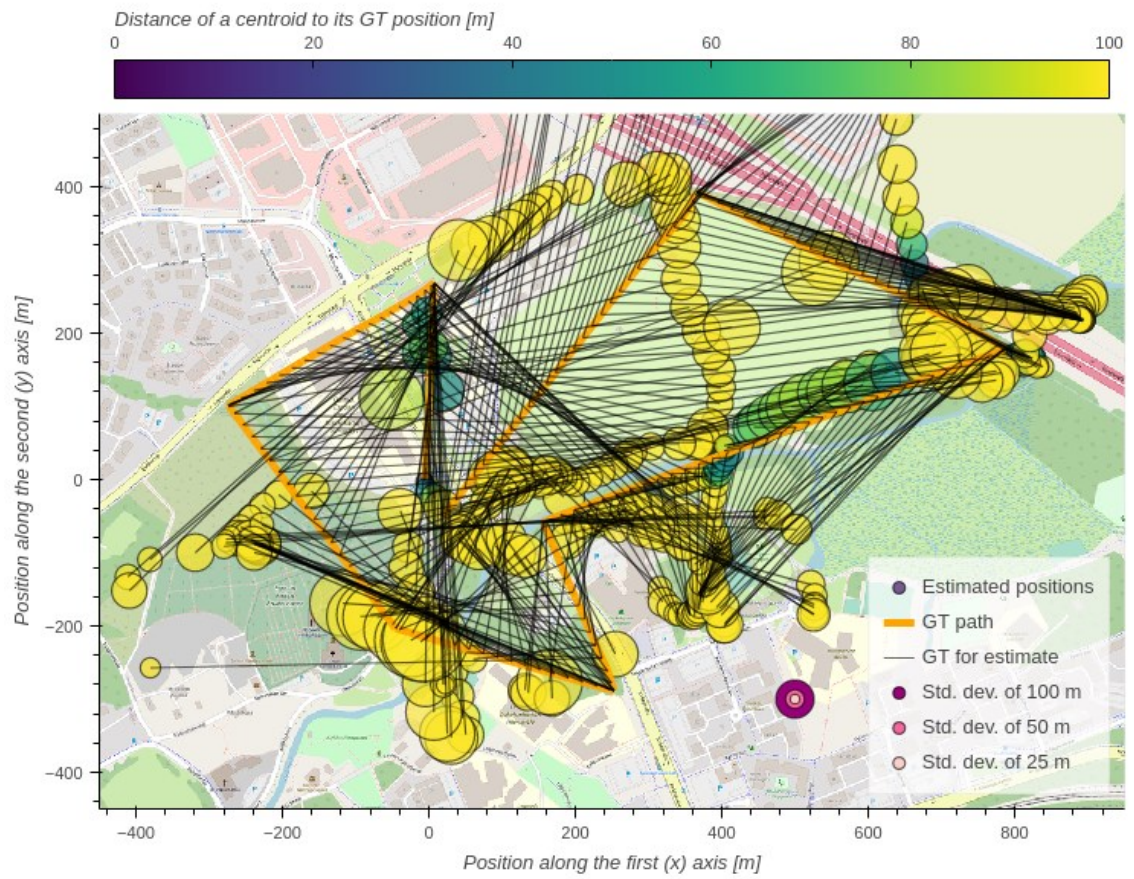 Distance of a centroid to its GT position [m]
0 20 40 60 80 100
Position along the second (y) axis [m]
400
200
0
−200
−400
Estimated positions
GT path
GT for estimate
Std. dev. of 100 m
Std. dev. of 50 m
Std. dev. of 25 m
−400 −200 0 200 400 600 800
Position along the first (x) axis [m]